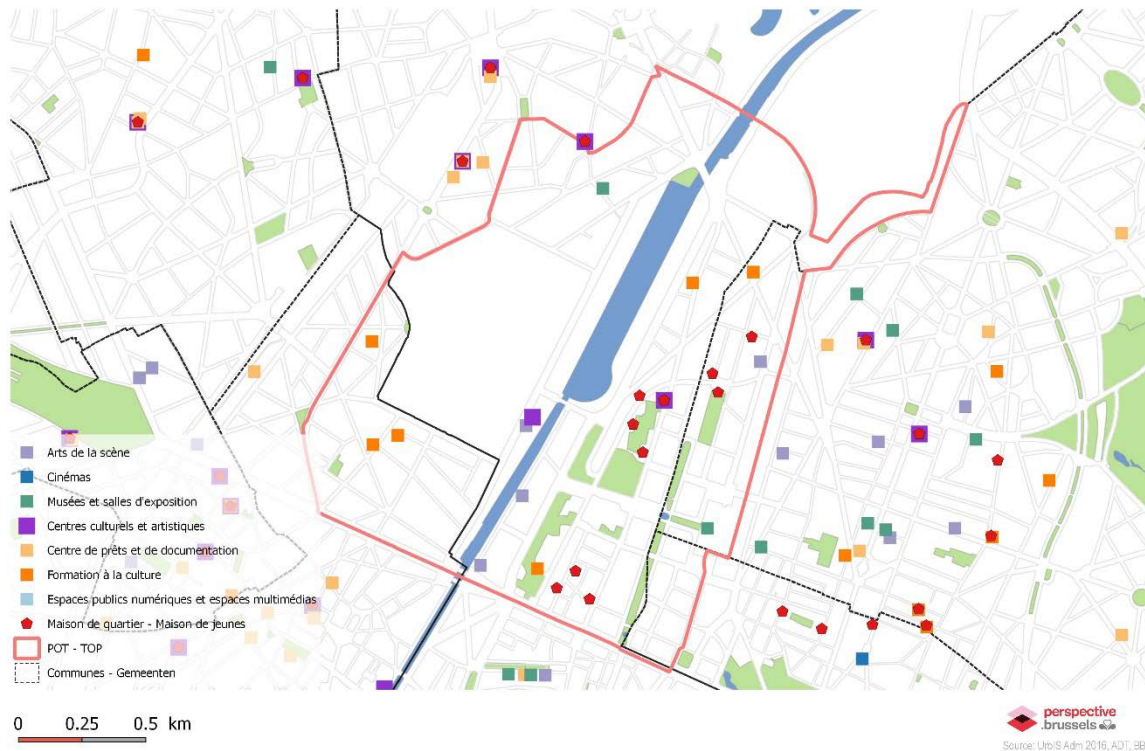 Arts de la scène
Cinémas
Musées et salles d'exposition
Centres culturels et artistiques
Centre de prêts et de documentation
Formation à la culture
Espaces publics numériques et espaces multimédias
Maison de quartier - Maison de jeunes
POT - TOP
Communes - Gemeenten
0 0.25 0.5 km
perspective
.brussels
Source: UrbIS Adm 2016, ADT, BBP